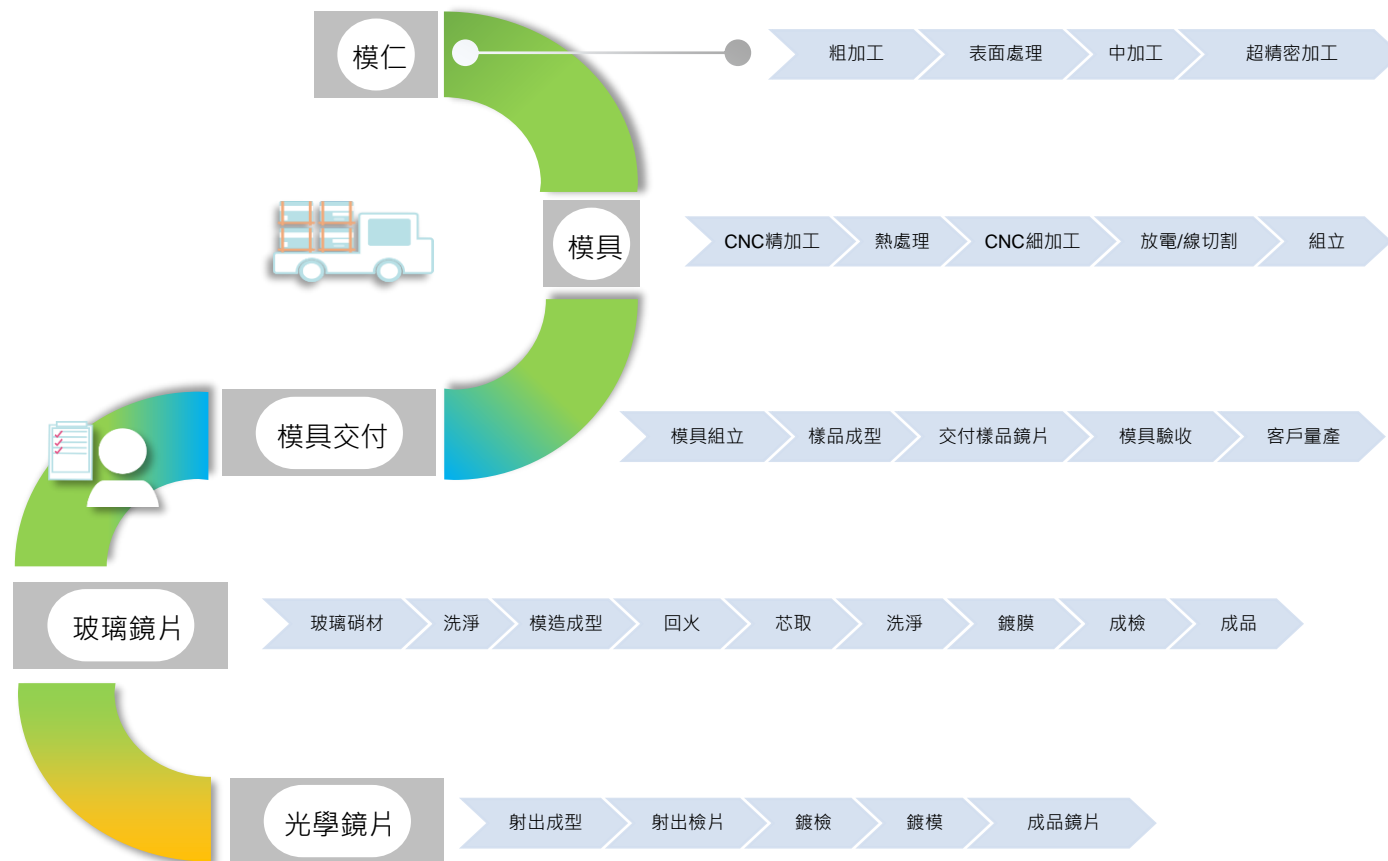 模仁
粗加工 表面處理 中加工 超精密加工
模具
CNC精加工 熱處理 CNC細加工 放電/線切割 組立
模具交付
模具組立 樣品成型 交付樣品鏡片 模具驗收 客戶量產
玻璃鏡片
玻璃硝材 洗淨 模造成型 回火 芯取 洗淨 鍍膜 成檢 成品
光學鏡片
射出成型 射出檢片 鍍檢 鍍模 成品鏡片